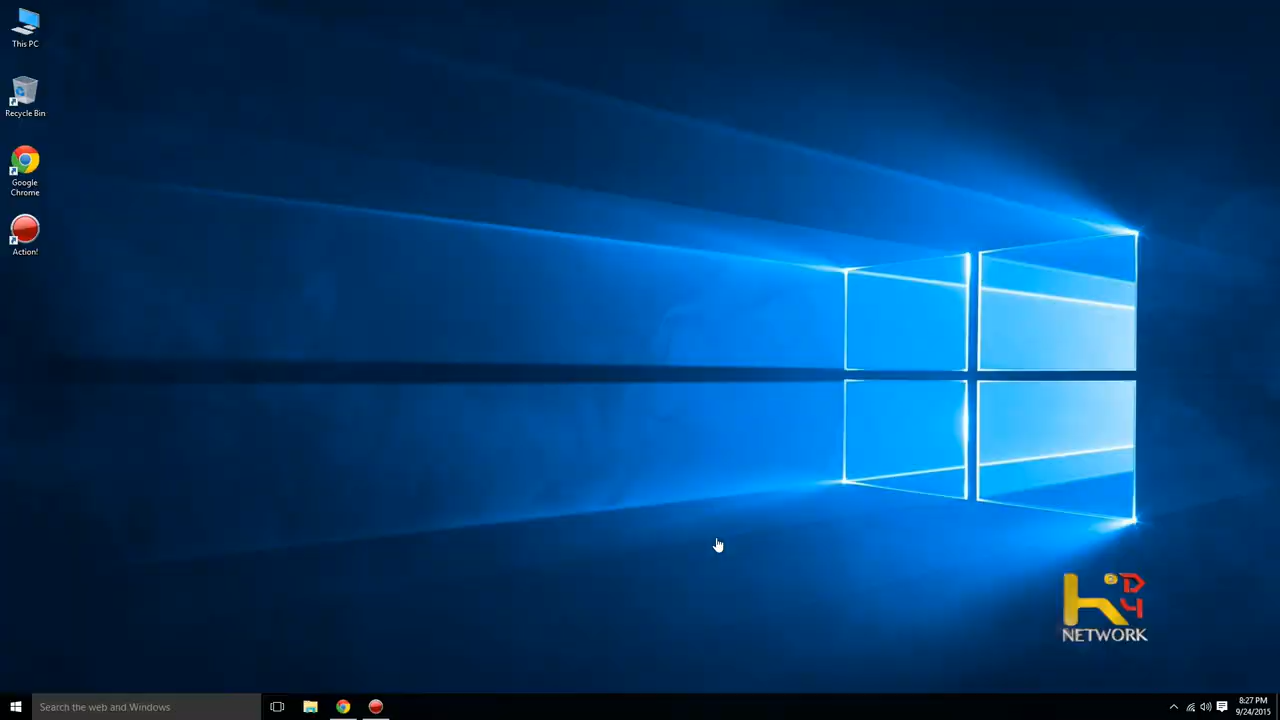 This PC
Recycle Bin
Google
Chrome
Action!
D
4
NETWORK
Search the web and Windows
8:27 PM
9/24/2015